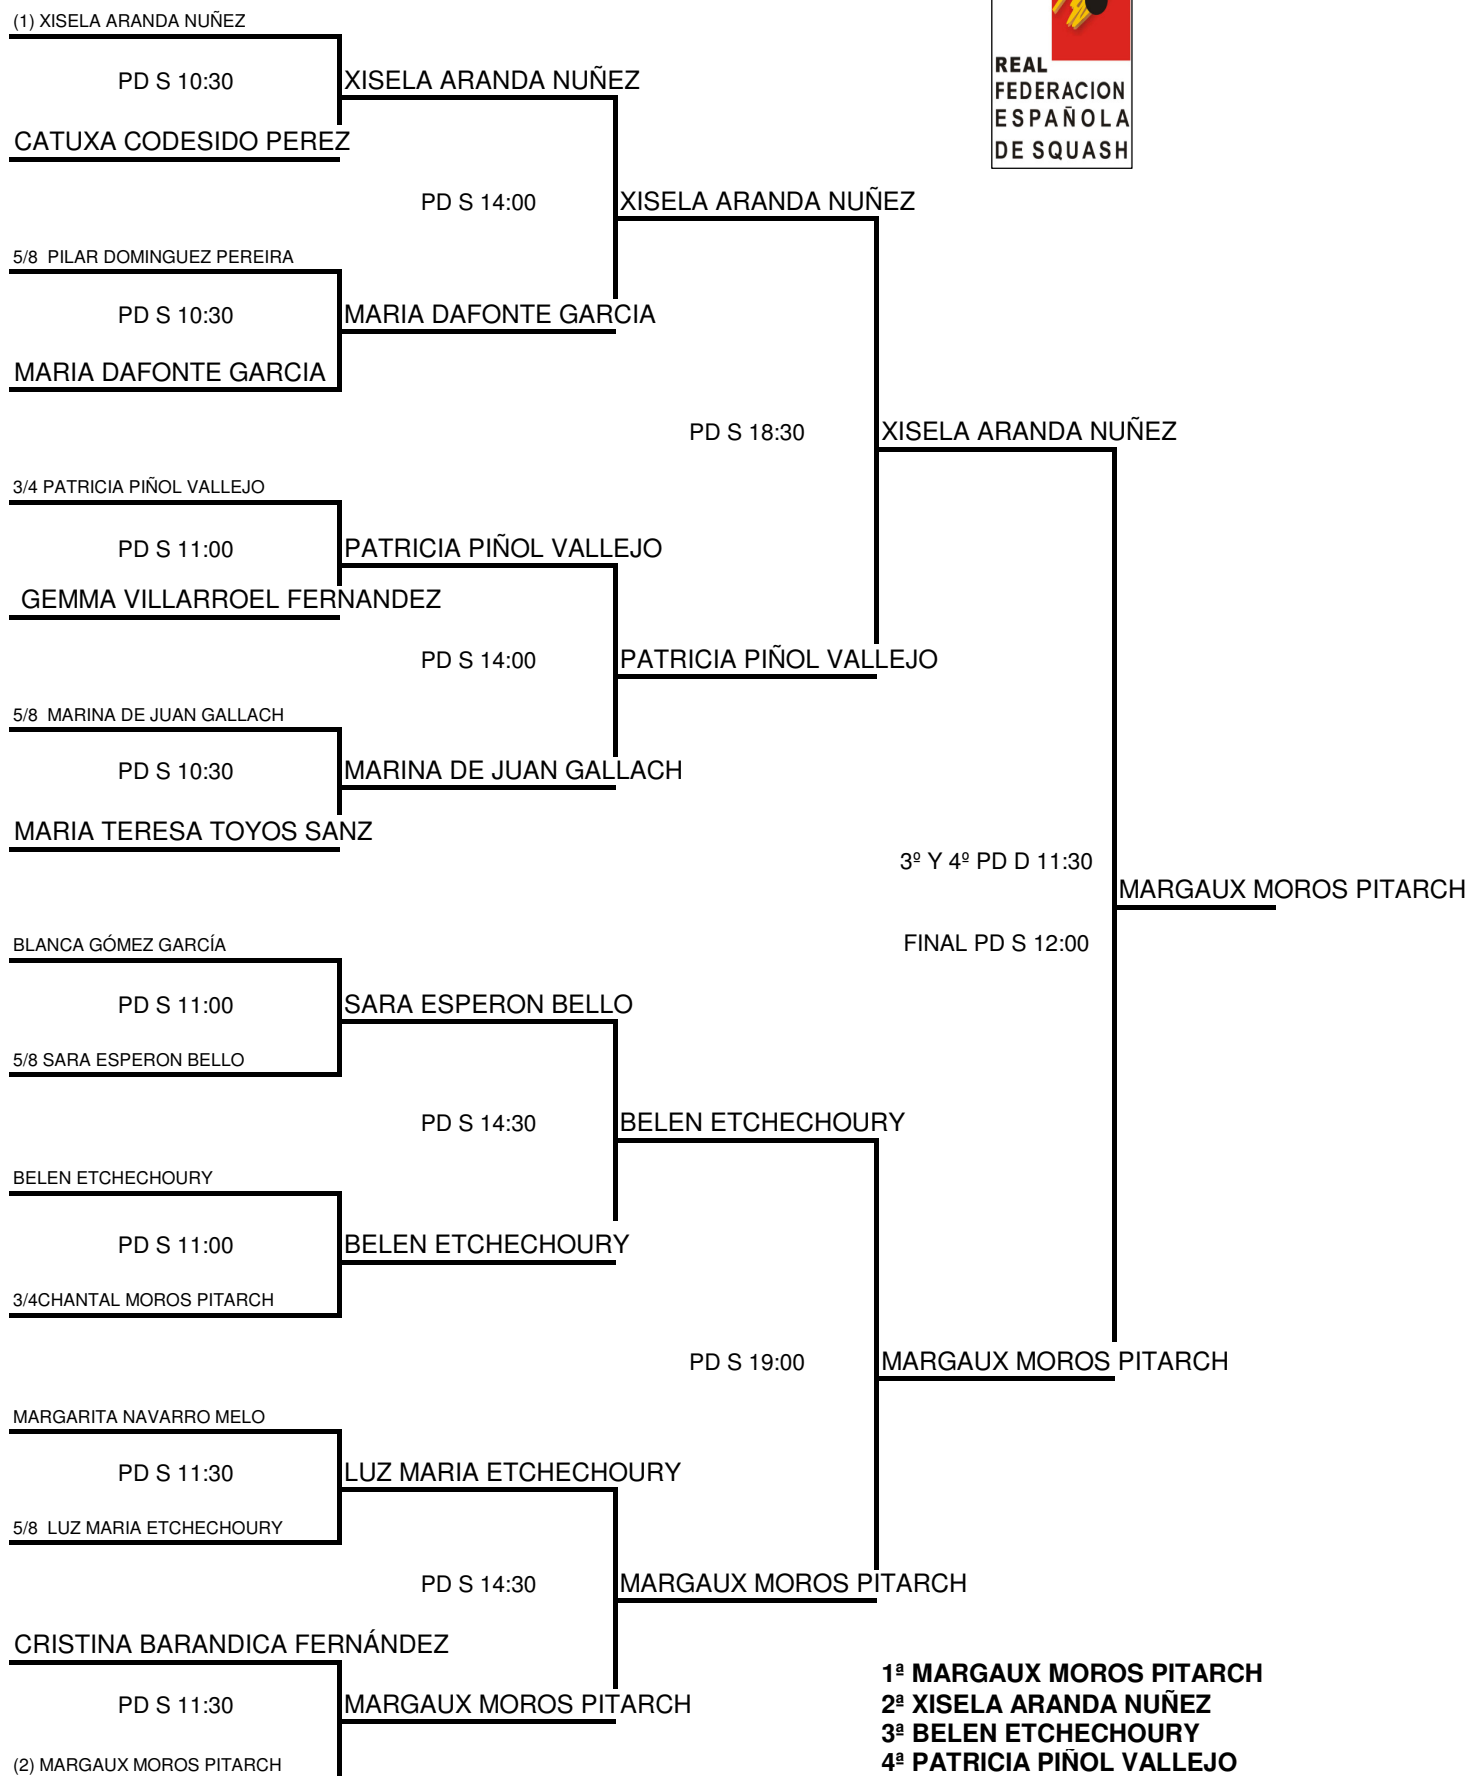 (1) XISELA ARANDA NUÑEZ
REAL
FEDERACION
ESPAÑOLA
DE SQUASH
PD S 10:30
XISELA ARANDA NUÑEZ
CATUXA CODESIDO PEREZ
PD S 14:00
XISELA ARANDA NUÑEZ
5/8 PILAR DOMINGUEZ PEREIRA
PD S 10:30
MARIA DAFONTE GARCIA
MARIA DAFONTE GARCIA
PD S 18:30
XISELA ARANDA NUÑEZ
3/4 PATRICIA PIÑOL VALLEJO
PD S 11:00
PATRICIA PIÑOL VALLEJO
GEMMA VILLARROEL FERNANDEZ
PD S 14:00
PATRICIA PIÑOL VALLEJO
5/8 MARINA DE JUAN GALLACH
PD S 10:30
MARINA DE JUAN GALLACH
MARIA TERESA TOYOS SANZ
3º Y 4º PD D 11:30
MARGAUX MOROS PITARCH
FINAL PD S 12:00
BLANCA GÓMEZ GARCÍA
PD S 11:00
SARA ESPERON BELLO
5/8 SARA ESPERON BELLO
PD S 14:30
BELEN ETCHECHOURY
BELEN ETCHECHOURY
PD S 11:00
BELEN ETCHECHOURY
3/4CHANTAL MOROS PITARCH
PD S 19:00
MARGAUX MOROS PITARCH
MARGARITA NAVARRO MELO
PD S 11:30
LUZ MARIA ETCHECHOURY
5/8 LUZ MARIA ETCHECHOURY
PD S 14:30
MARGAUX MOROS PITARCH
CRISTINA BARANDICA FERNÁNDEZ
PD S 11:30
MARGAUX MOROS PITARCH
(2) MARGAUX MOROS PITARCH
1ª MARGAUX MOROS PITARCH
2ª XISELA ARANDA NUÑEZ
3ª BELEN ETCHECHOURY
4ª PATRICIA PIÑOL VALLEJO